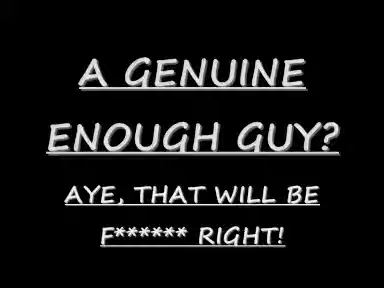 A GENUINE
ENOUGH GUY?
AYE, THAT WILL BE
F****** RIGHT!